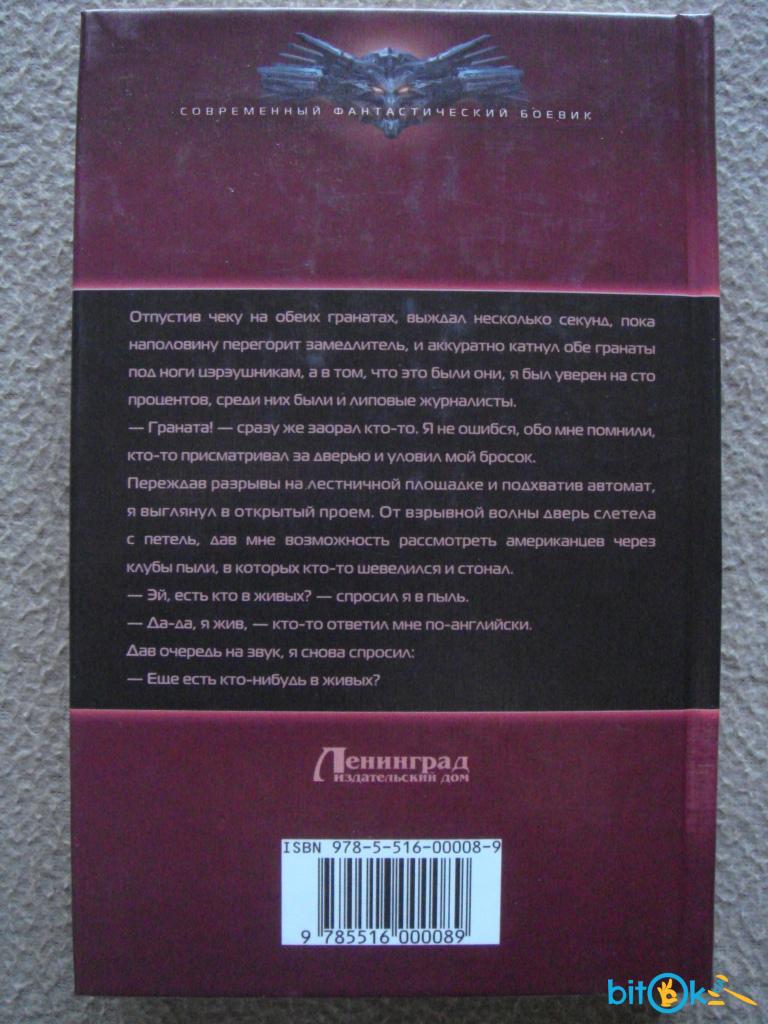 СОВРЕМЕННЫЙ ФАНТАСТИЧЕСКИЙ БОЕВИК
Отпустив чеку на обеих гранатах, выждал несколько секунд, пока
наполовину перегорит замедлитель, и аккуратно катнул обе гранаты
под ноги цэрэушникам, а в том, что это были они, я был уверен на сто
процентов, среди них были и липовые журналисты.
— Граната! — сразу же заорал кто-то. Я не ошибся, обо мне помнили,
кто-то присматривал за дверью и уловил мой бросок.
Переждав разрывы на лестничной площадке и подхватив автомат,
я выглянул в открытый проем. От взрывной волны дверь слетела
с петель, дав мне возможность рассмотреть американцев через
клубы пыли, в которых кто-то шевелился и стонал.
— Эй, есть кто в живых? — спросил я в пыль.
— Да-да, я жив, — кто-то ответил мне по-английски.
Дав очередь на звук, я снова спросил:
— Еще есть кто-нибудь в живых?
Ленинград
издательский дом
ISBN 978-5-516-00008-9
9 785516 000089
bitOk